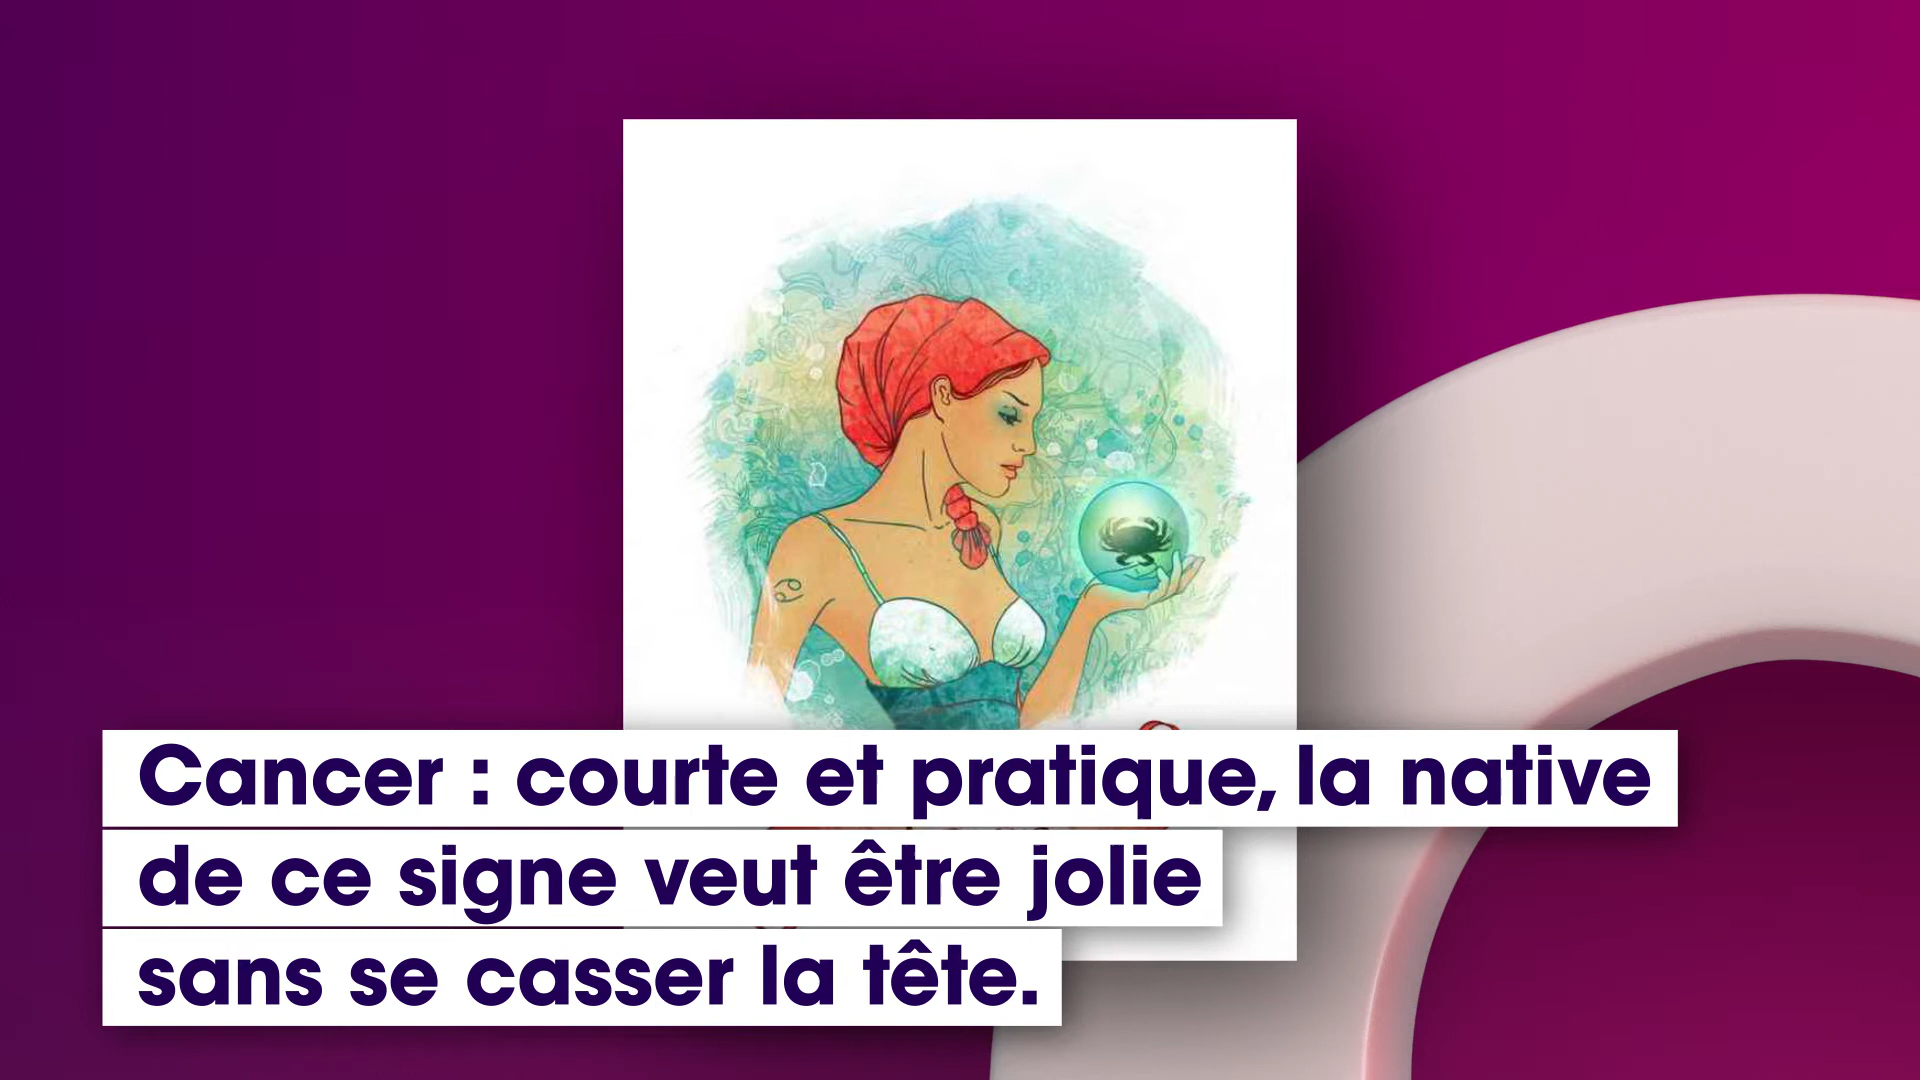 Cancer : courte et pratique, la native
de ce signe veut être jolie
sans se casser la tête.